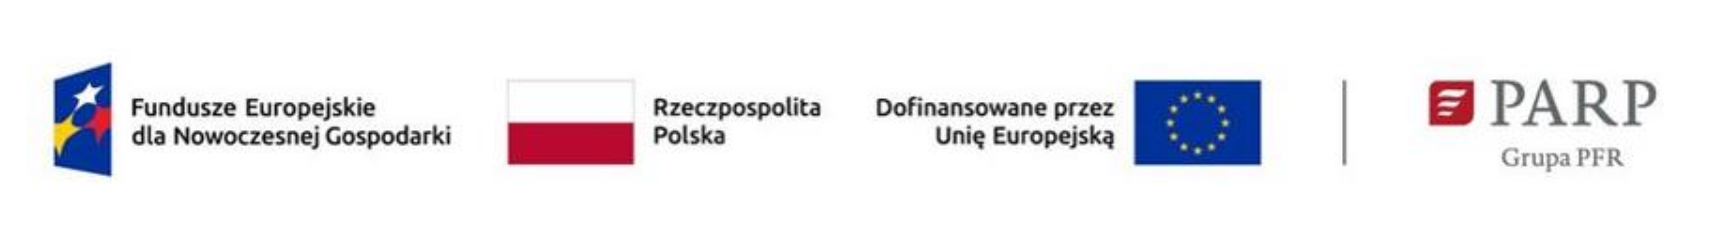 Fundusze Europejskie
dla Nowoczesnej Gospodarki
Rzeczpospolita
Polska
Dofinansowane przez
Unię Europejską
PARP
Grupa PFR